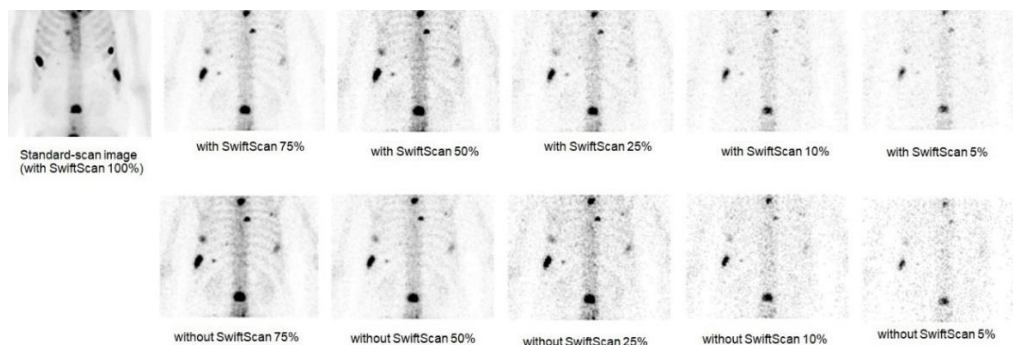 Standard-scan image
(with SwiftScan 100%)
with SwiftScan 75%
with SwiftScan 50%
with SwiftScan 25%
with SwiftScan 10%
with SwiftScan 5%
without SwiftScan 75%
without SwiftScan 50%
without SwiftScan 25%
without SwiftScan 10%
without SwiftScan 5%